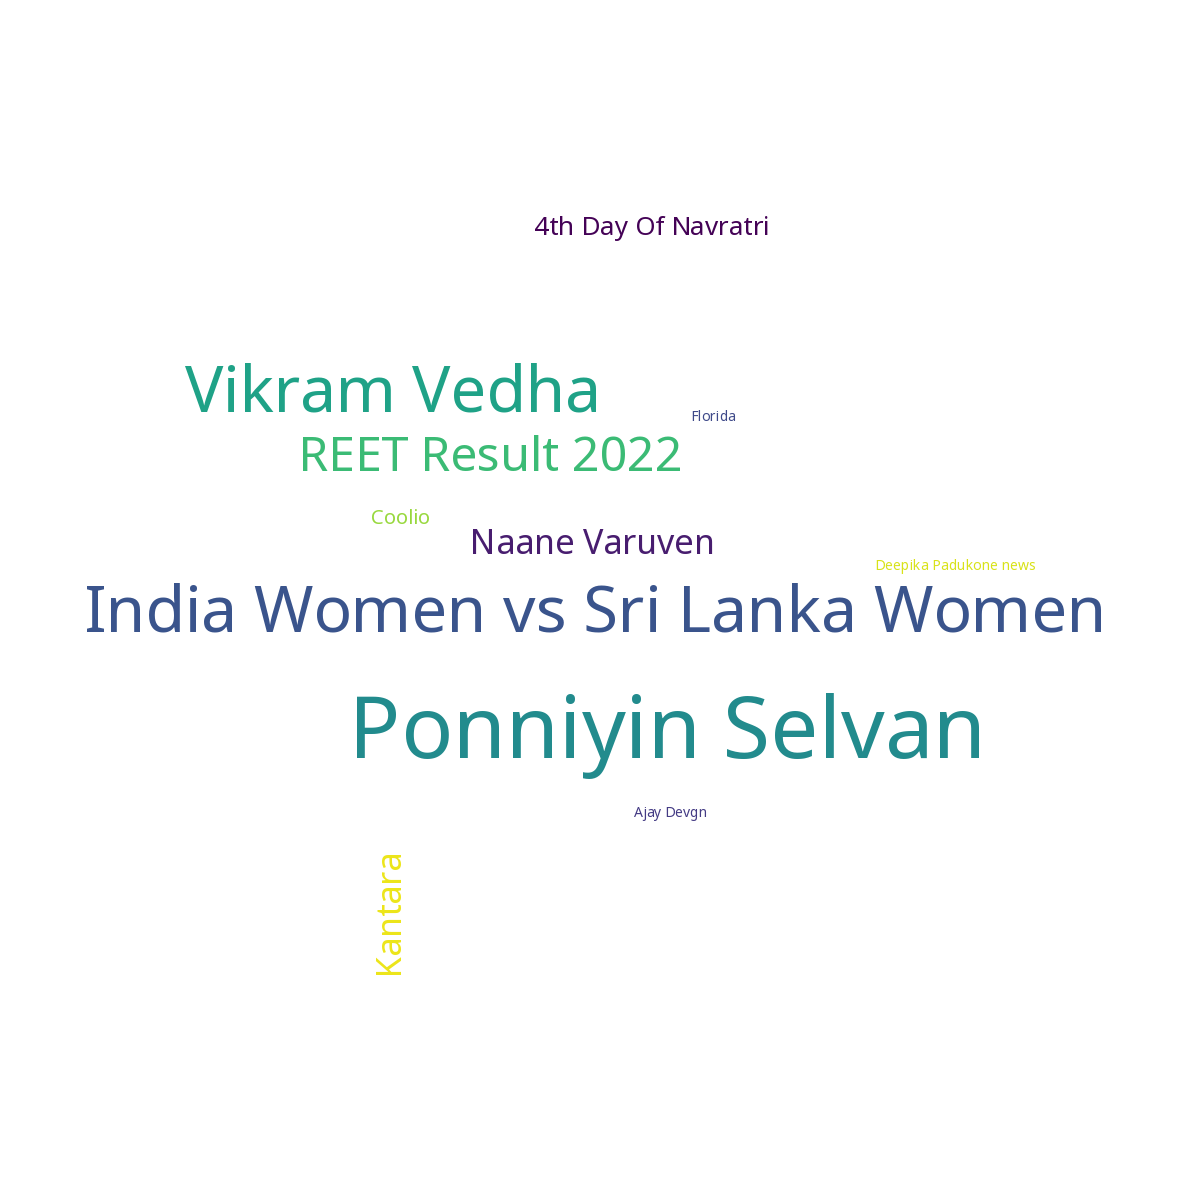 4th Day Of Navratri
Vikram Vedha
Florida
REET Result 2022
Coolio
Naane Varuven
Deepika Padukone news
India Women vs Sri Lanka Women
Ponniyin Selvan
Ajay Devgn
Kantara